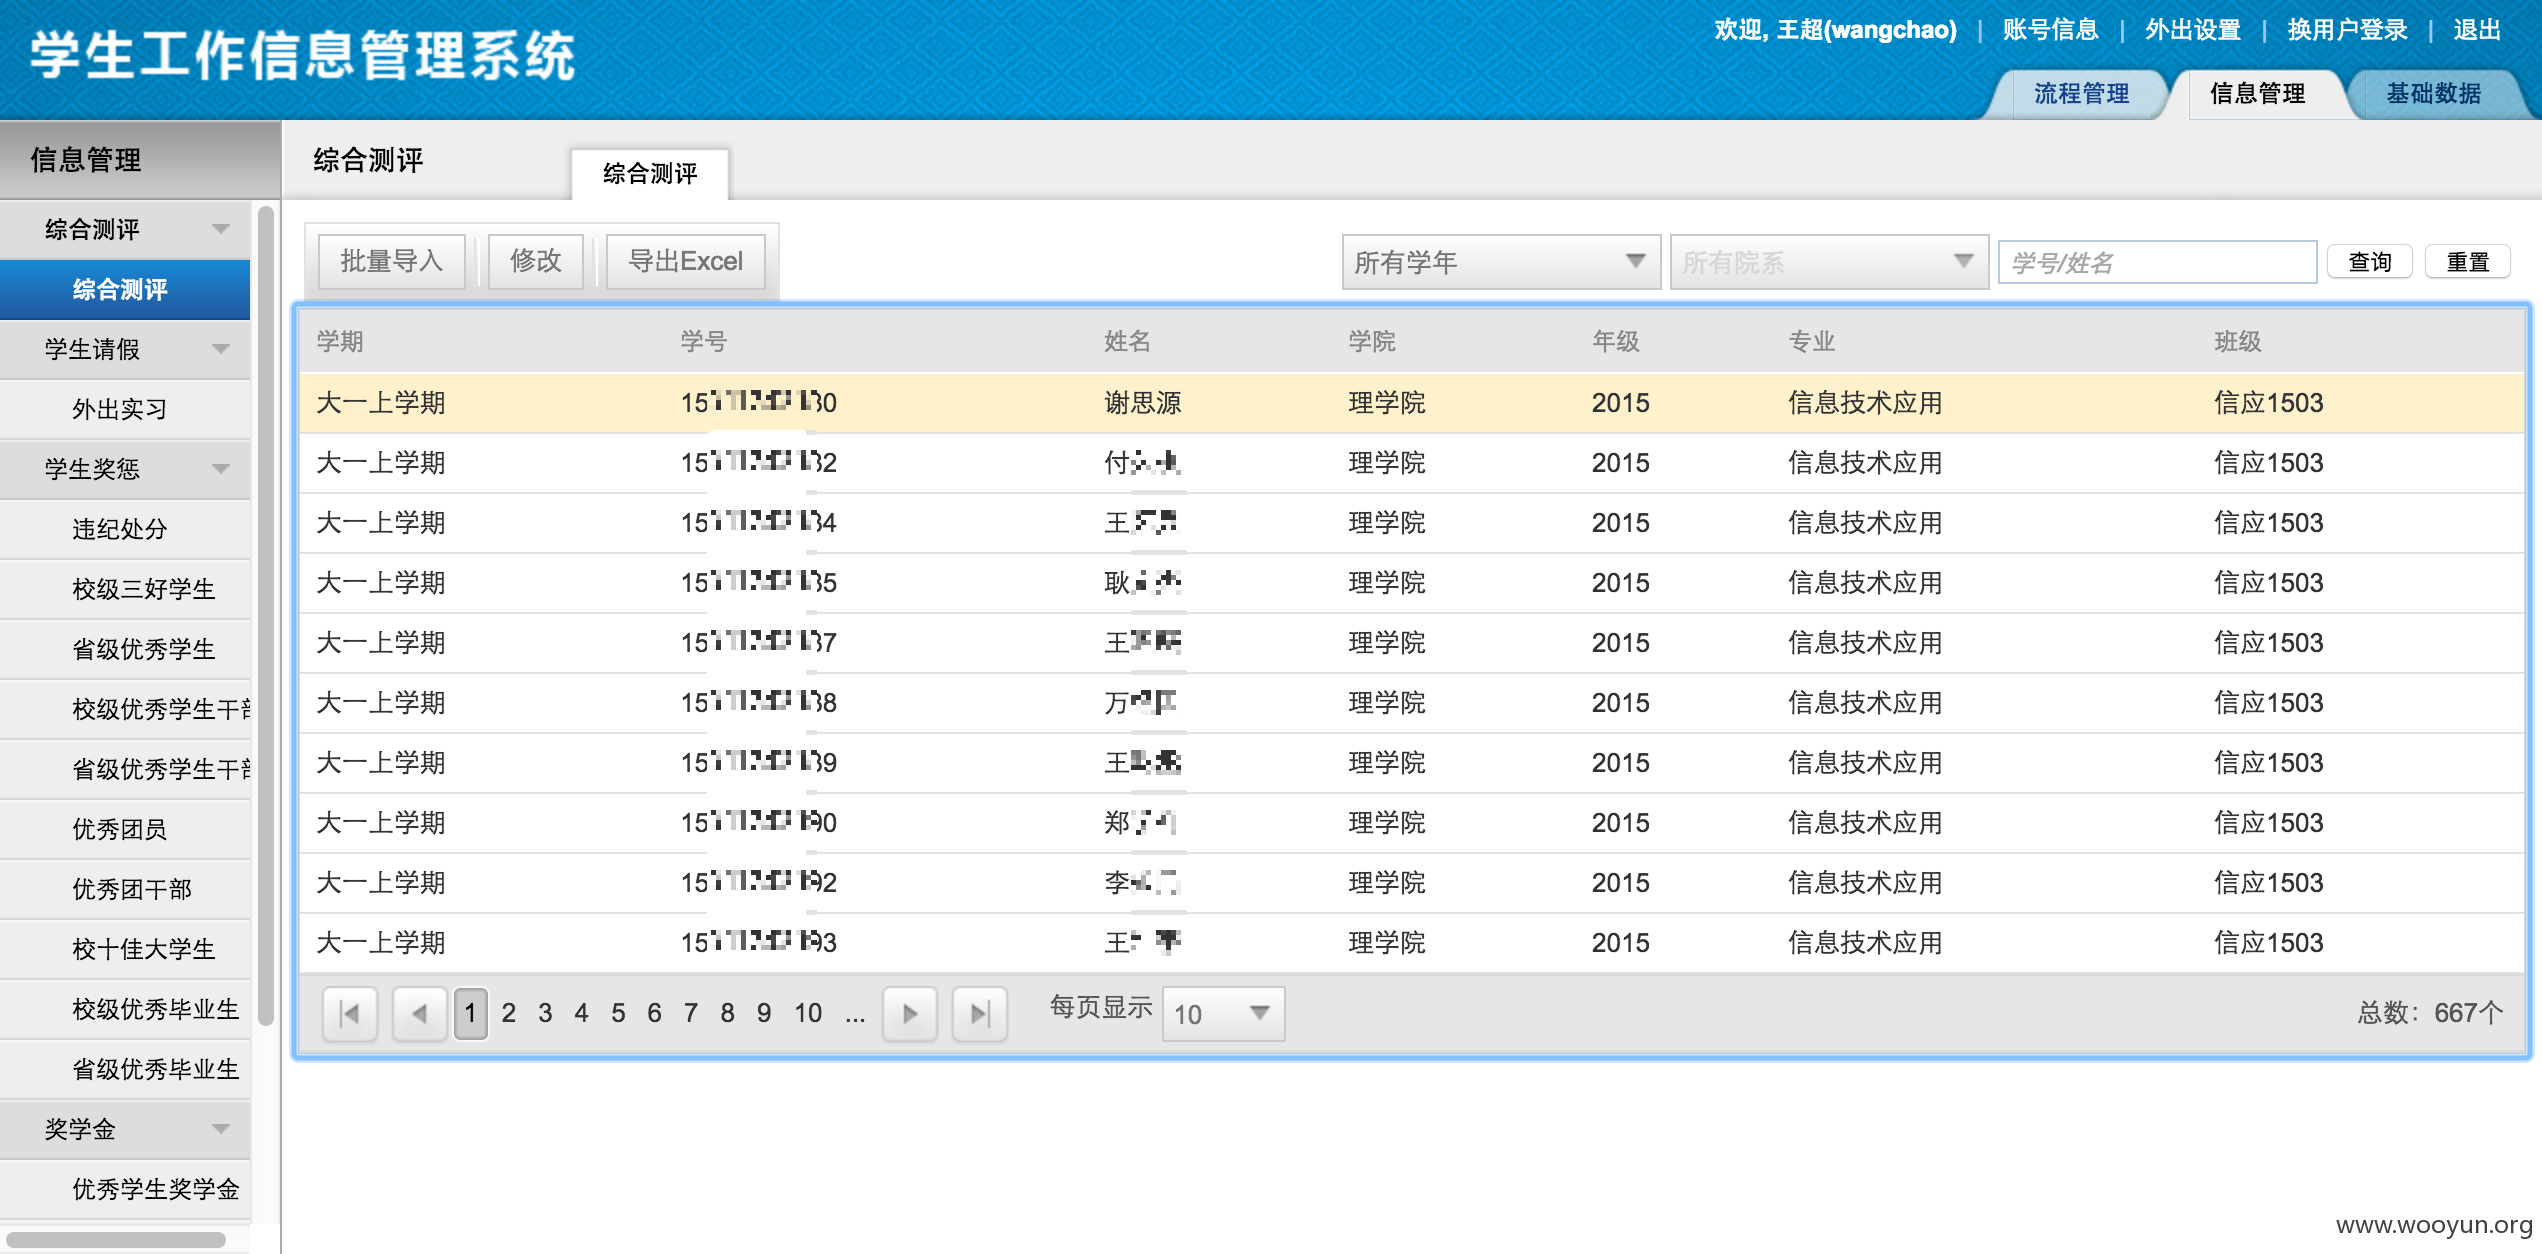 学生工作信息管理系统
欢迎, 王超(wangchao) | 账号信息 | 外出设置 | 换用户登录 | 退出
流程管理 信息管理 基础数据
信息管理
综合测评
综合测评
学生请假
外出实习
学生奖惩
违纪处分
校级三好学生
省级优秀学生
校级优秀学生干部
省级优秀学生干部
优秀团员
优秀团干部
校十佳大学生
校级优秀毕业生
省级优秀毕业生
奖学金
优秀学生奖学金
综合测评 综合测评
批量导入 修改 导出Excel 所有学年 所有院系 学号/姓名 查询 重置
学期 学号 姓名 学院 年级 专业 班级
大一上学期 15 30 谢思源 理学院 2015 信息技术应用 信应1503
大一上学期 15 32 付 理学院 2015 信息技术应用 信应1503
大一上学期 15 34 王 理学院 2015 信息技术应用 信应1503
大一上学期 15 35 耿 理学院 2015 信息技术应用 信应1503
大一上学期 15 37 王 理学院 2015 信息技术应用 信应1503
大一上学期 15 38 万 理学院 2015 信息技术应用 信应1503
大一上学期 15 39 王 理学院 2015 信息技术应用 信应1503
大一上学期 15 90 郑 理学院 2015 信息技术应用 信应1503
大一上学期 15 92 李 理学院 2015 信息技术应用 信应1503
大一上学期 15 93 王 理学院 2015 信息技术应用 信应1503
1 2 3 4 5 6 7 8 9 10 ... 每页显示 10 总数：667个
www.wooyun.org